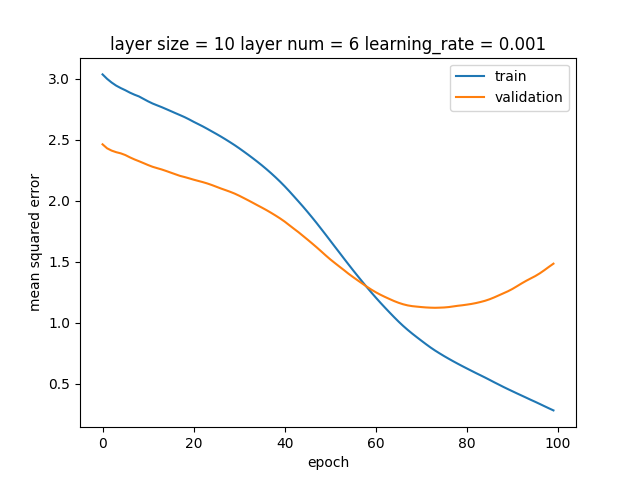 layer size = 10 layer num = 6 learning_rate = 0.001
train
validation
mean squared error
3.0
2.5
2.0
1.5
1.0
0.5
0 20 40 60 80 100
epoch